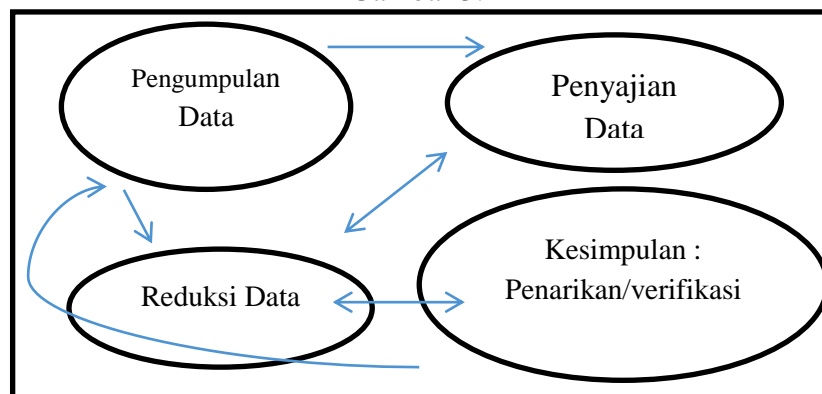 Pengumpulan
Data
Penyajian
Data
Reduksi Data
Kesimpulan :
Penarikan/verifikasi